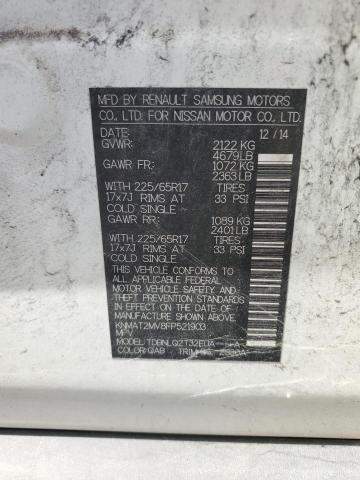 MFD BY RENAULT SAMSUNG MOTORS
CO., LTD. FOR NISSAN MOTOR CO., LTD.
DATE: 12/14
GVWR: 2122 KG
4679LB
GAWR FR: 1072 KG
2363LB
WITH 225/65R17 TIRES
17x7J RIMS AT 33 PSI
COLD SINGLE
GAWR RR: 1089 KG
2401LB
WITH 225/65R17 TIRES
17x7J RIMS AT 33 PSI
COLD SINGLE
THIS VEHICLE CONFORMS TO ALL
APPLICABLE FEDERAL MOTOR
VEHICLE SAFETY STANDARDS
IN EFFECT ON THE DATE OF
MANUFACTURE SHOWN ABOVE.
KNMAT2MV8FP521903
MPV
MODEL:
COLOR:QAB TRIM: